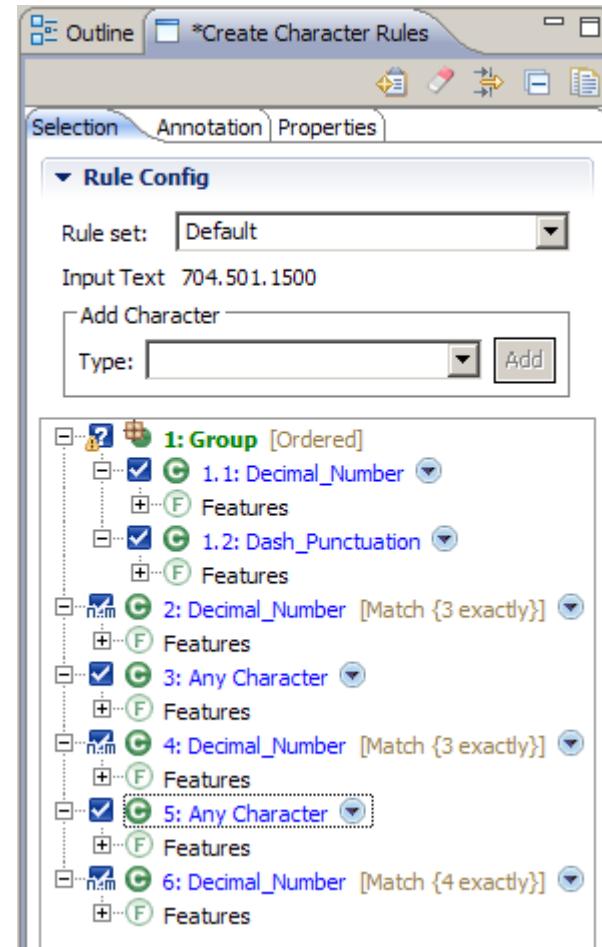 Outline *Create Character Rules
Selection Annotation Properties
Rule Config
Rule set: Default
Input Text 704.501.1500
Add Character
Type: Add
1: Group [Ordered]
C 1.1: Decimal_Number
F Features
C 1.2: Dash_Punctuation
F Features
n,m C 2: Decimal_Number [Match {3 exactly}]
F Features
C 3: Any Character
F Features
n,m C 4: Decimal_Number [Match {3 exactly}]
F Features
C 5: Any Character
F Features
n,m C 6: Decimal_Number [Match {4 exactly}]
F Features